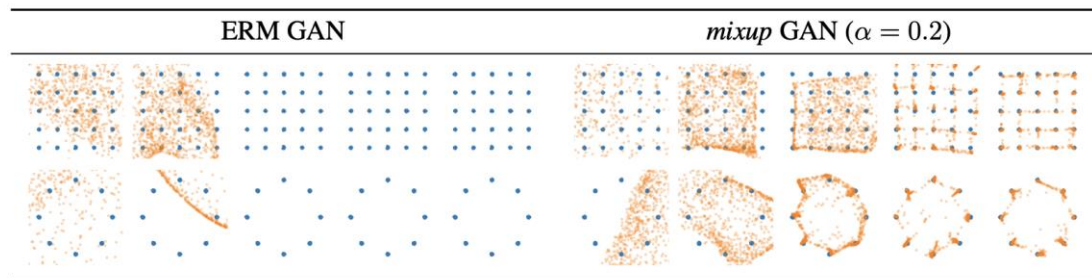 ERM GAN
mixup GAN (α = 0.2)